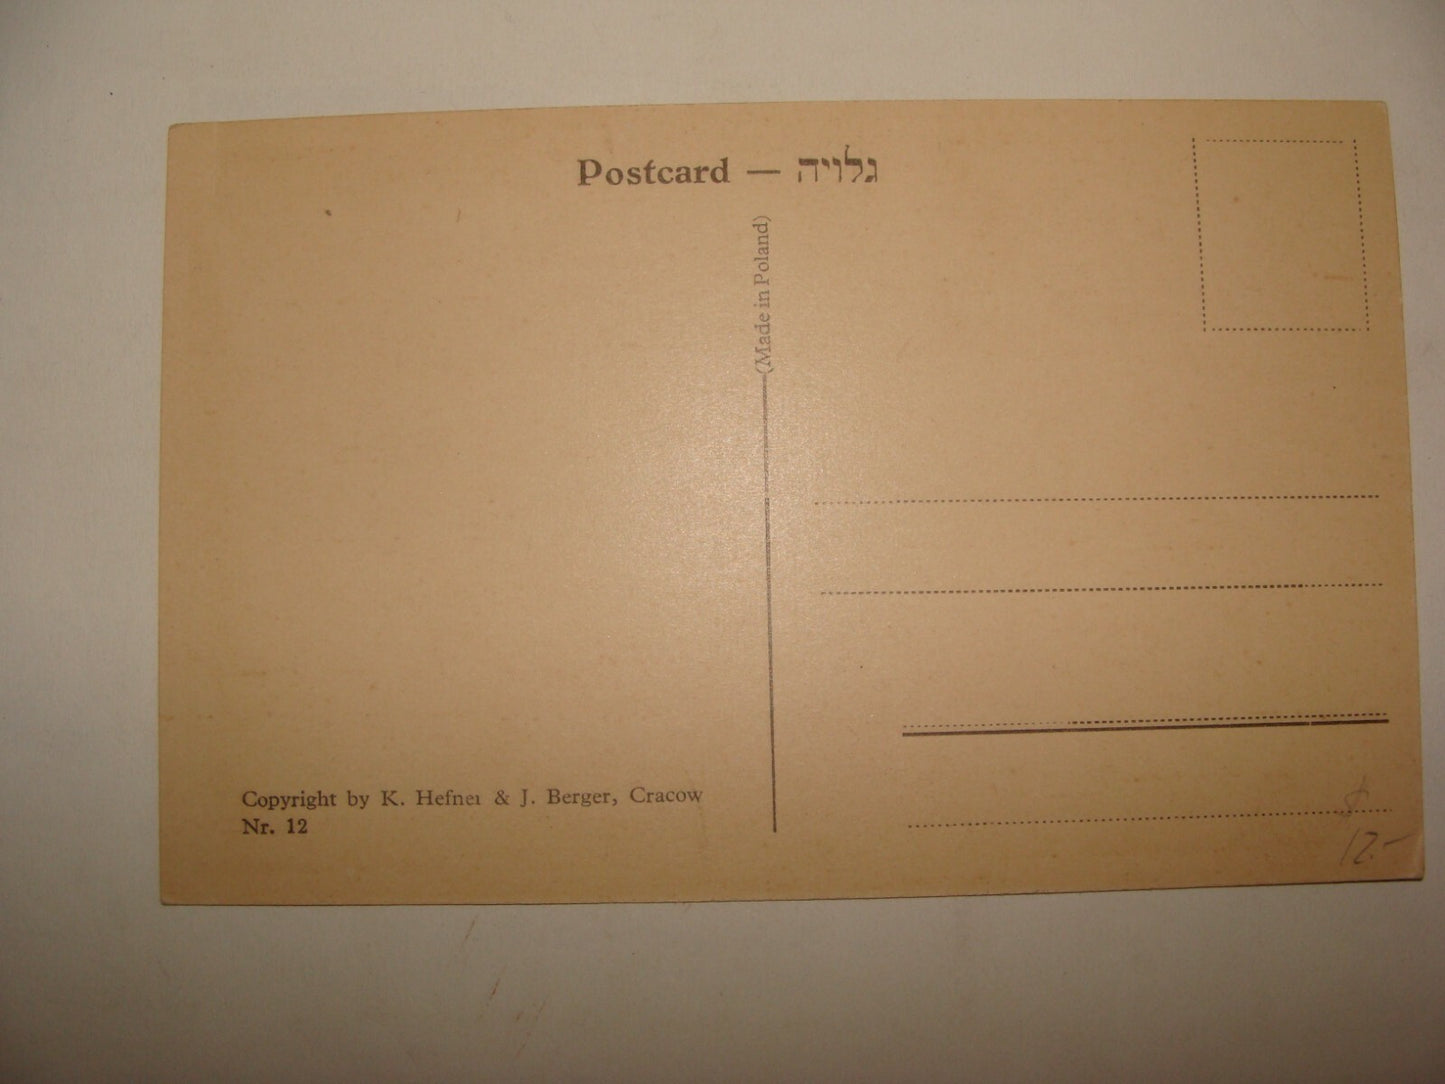 Postcard — גלויה
(Made in Poland)
Copyright by K. Hefner & J. Berger, Cracow
Nr. 12
$
12.-